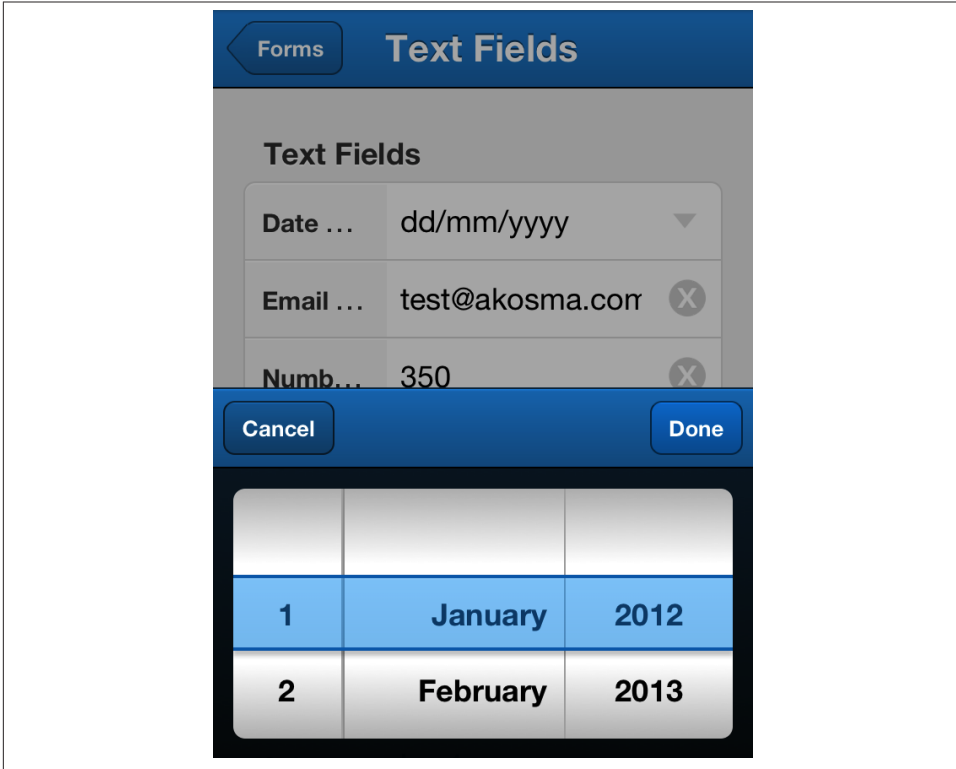 Forms Text Fields
Text Fields
Date ... dd/mm/yyyy
Email ... test@akosma.com X
Numb... 350 X
Cancel Done
1 January 2012
2 February 2013